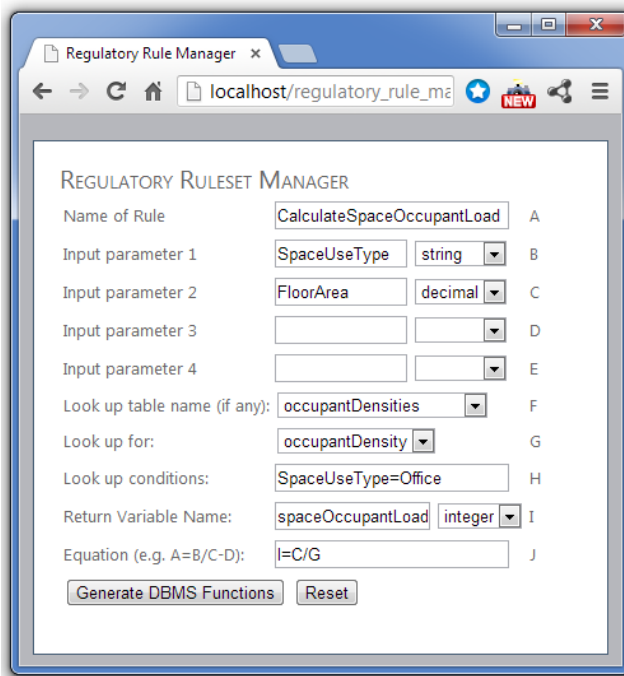 Regulatory Rule Manager ×
localhost/regulatory_rule_ma
NEW
REGULATORY RULESET MANAGER
Name of Rule CalculateSpaceOccupantLoad A
Input parameter 1 SpaceUseType string B
Input parameter 2 FloorArea decimal C
Input parameter 3 D
Input parameter 4 E
Look up table name (if any): occupantDensities F
Look up for: occupantDensity G
Look up conditions: SpaceUseType=Office H
Return Variable Name: spaceOccupantLoad integer I
Equation (e.g. A=B/C-D): I=C/G J
Generate DBMS Functions Reset